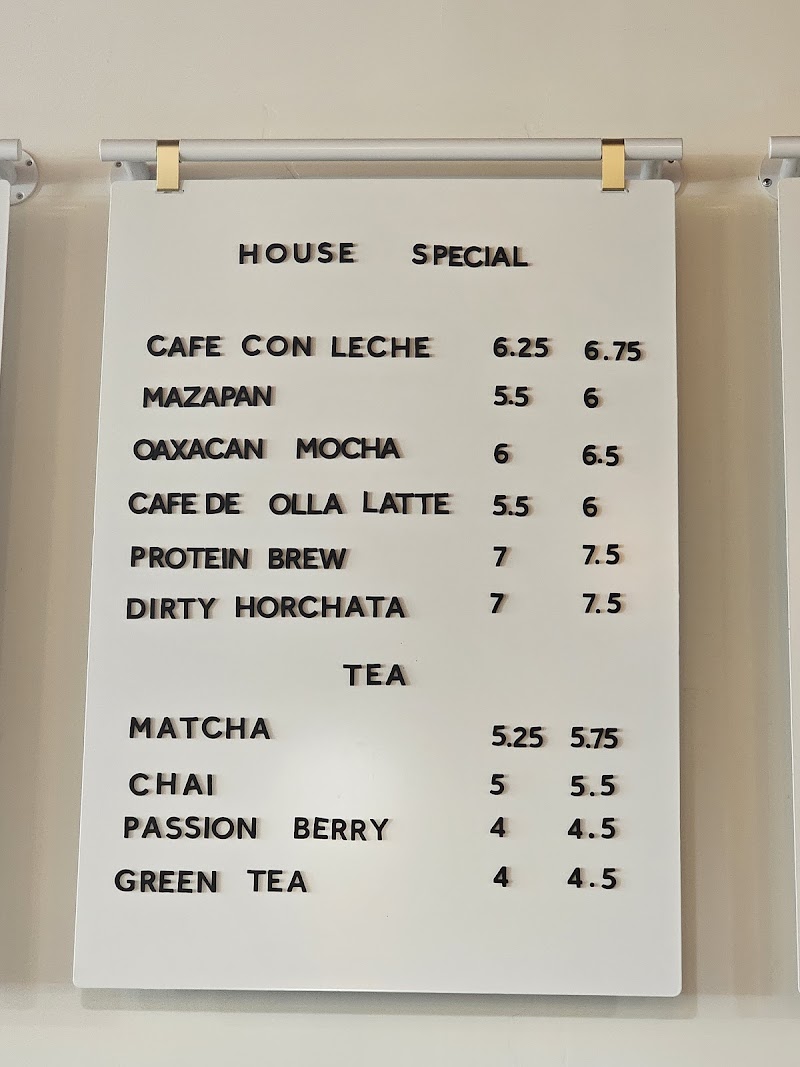 HOUSE SPECIAL
CAFE CON LECHE 6.25 6.75
MAZAPAN 5.5 6
OAXACAN MOCHA 6 6.5
CAFE DE OLLA LATTE 5.5 6
PROTEIN BREW 7 7.5
DIRTY HORCHATA 7 7.5
TEA
MATCHA 5.25 5.75
CHAI 5 5.5
PASSION BERRY 4 4.5
GREEN TEA 4 4.5